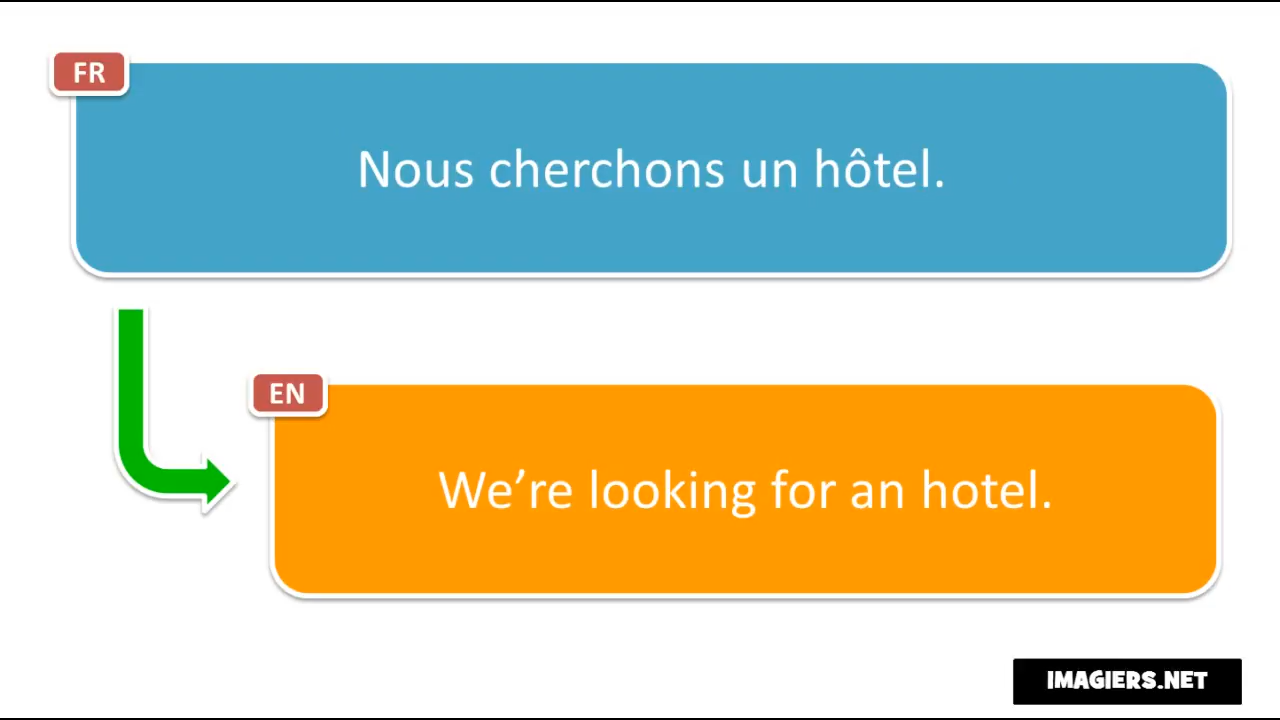 FR
Nous cherchons un hôtel.
EN
We’re looking for an hotel.
IMAGIERS.NET